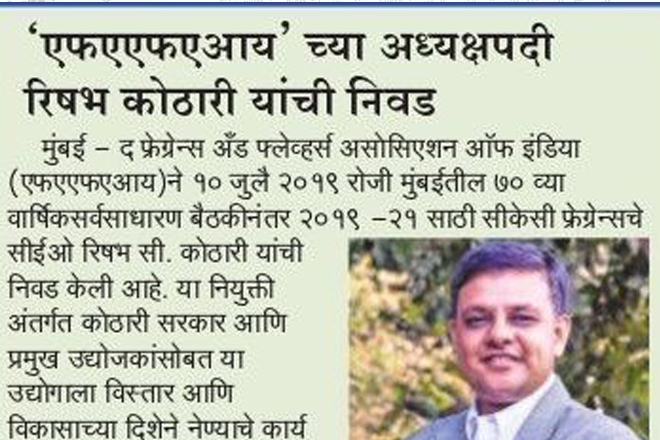 ‘एफएएफएआय’ च्या अध्यक्षपदी
रिषभ कोठारी यांची निवड
मुंबई – द फ्रेग्रेन्स अँड फ्लेव्हर्स असोसिएशन ऑफ इंडिया
(एफएएफएआय)ने १० जुलै २०१९ रोजी मुंबईतील ७० व्या
वार्षिकसर्वसाधारण बैठकीनंतर २०१९ –२१ साठी सीकेसी फ्रेग्रेन्सचे
सीईओ रिषभ सी. कोठारी यांची
निवड केली आहे. या नियुक्ती
अंतर्गत कोठारी सरकार आणि
प्रमुख उद्योजकांसोबत या
उद्योगाला विस्तार आणि
विकासाच्या दिशेने नेण्याचे कार्य